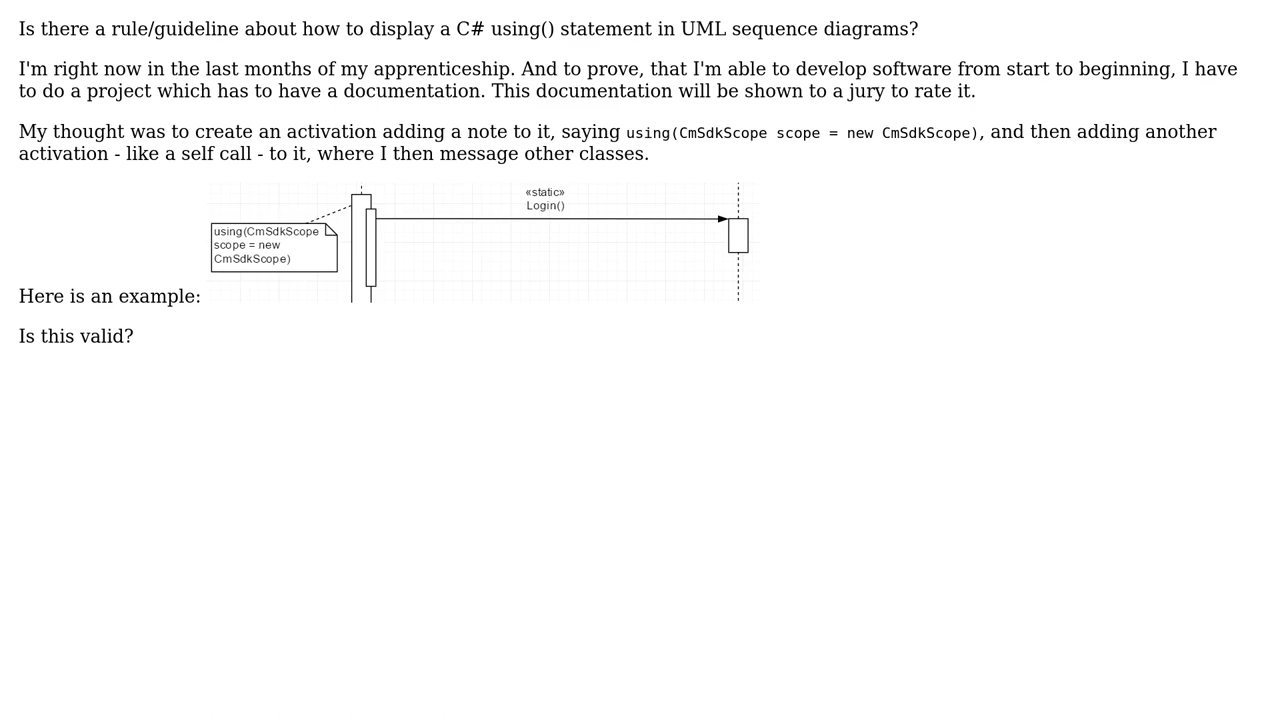 Is there a rule/guideline about how to display a C# using() statement in UML sequence diagrams?
I'm right now in the last months of my apprenticeship. And to prove, that I'm able to develop software from start to beginning, I have
to do a project which has to have a documentation. This documentation will be shown to a jury to rate it.
My thought was to create an activation adding a note to it, saying using(CmSdkScope scope = new CmSdkScope), and then adding another
activation - like a self call - to it, where I then message other classes.
«static»
Login()
using(CmSdkScope
scope = new
CmSdkScope)
Here is an example:
Is this valid?